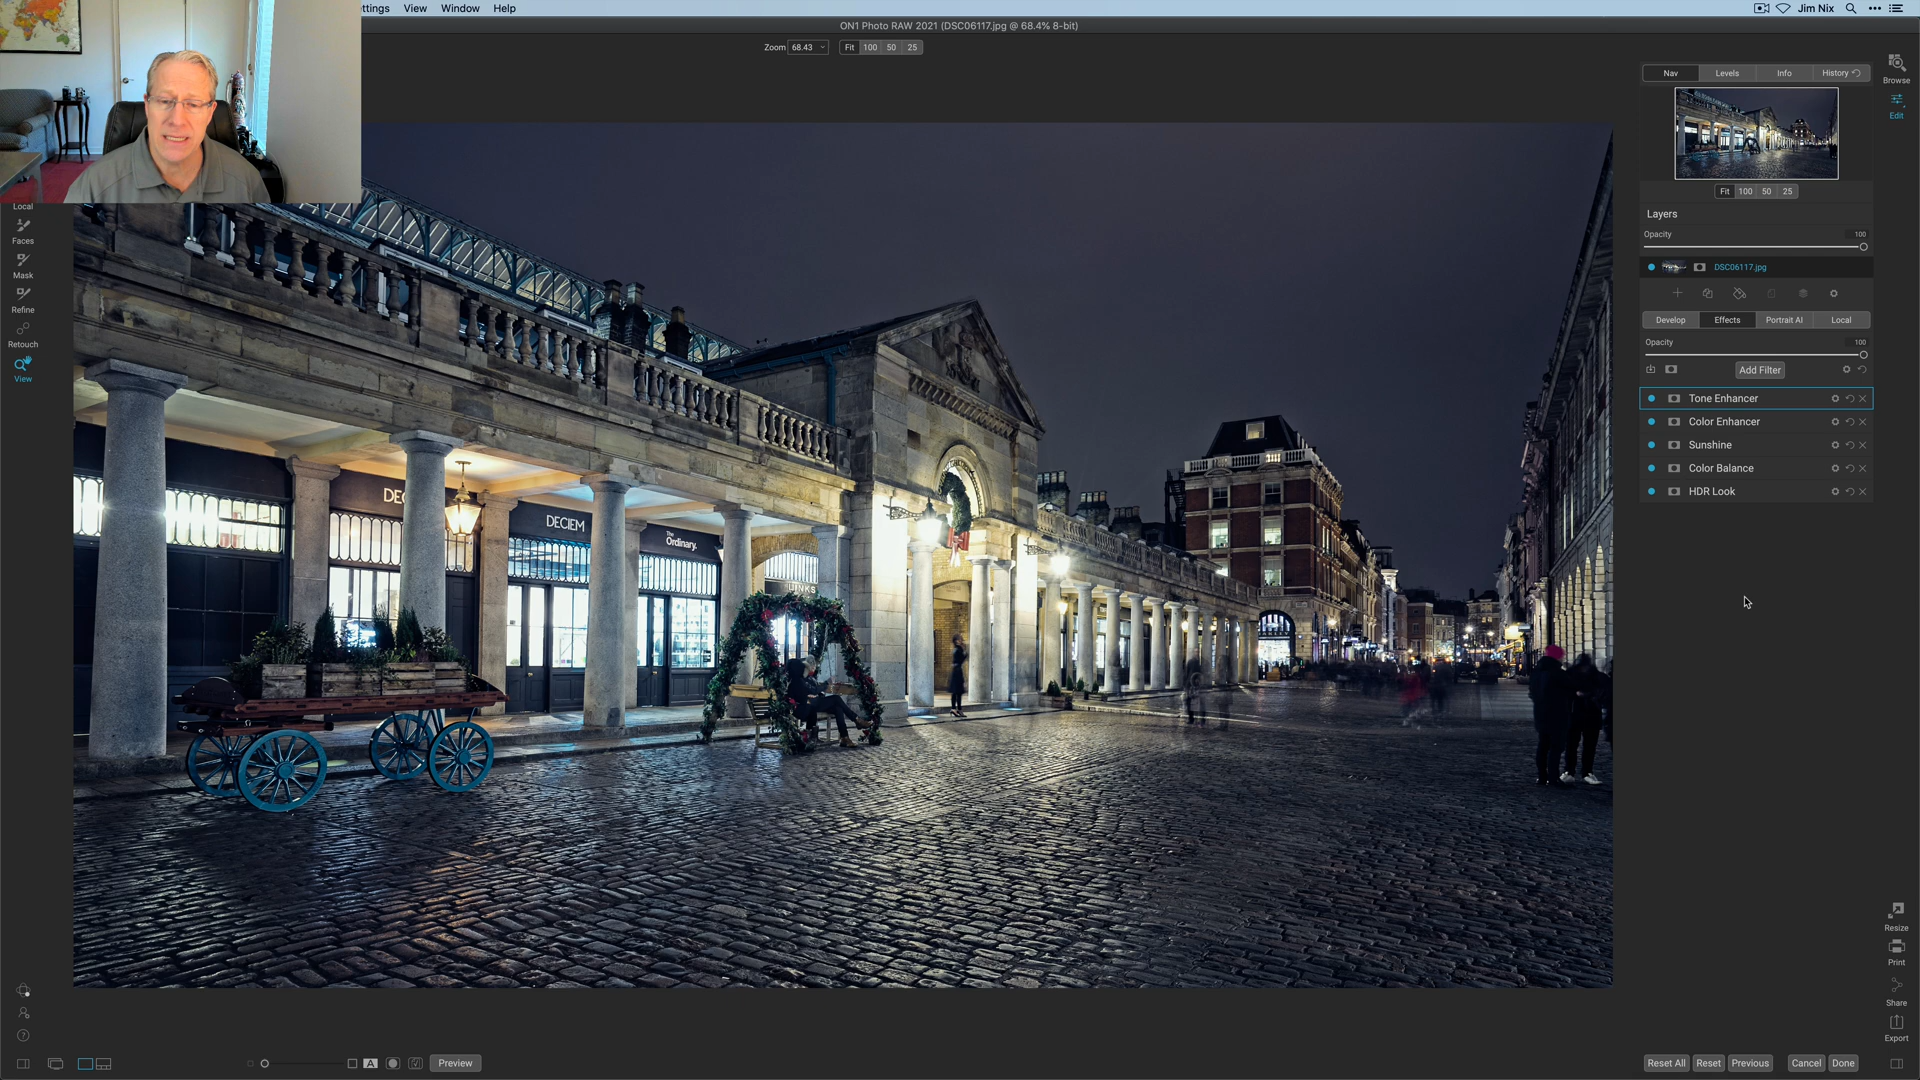 ttings View Window Help
Jim Nix
ON1 Photo RAW 2021 (DSC06117.jpg @ 68.4% 8-bit)
Zoom 68.43 Fit 100 50 25
Nav Levels Info History
Browse
Edit
Fit 100 50 25
Layers
Opacity 100
DSC06117.jpg
Develop Effects Portrait AI Local
Opacity 100
Add Filter
Tone Enhancer
Color Enhancer
Sunshine
Color Balance
HDR Look
Local
Faces
Mask
Refine
Retouch
View
DEC
DECIEM
The
Ordinary.
Resize
Print
Share
Export
A Preview
Reset All Reset Previous Cancel Done